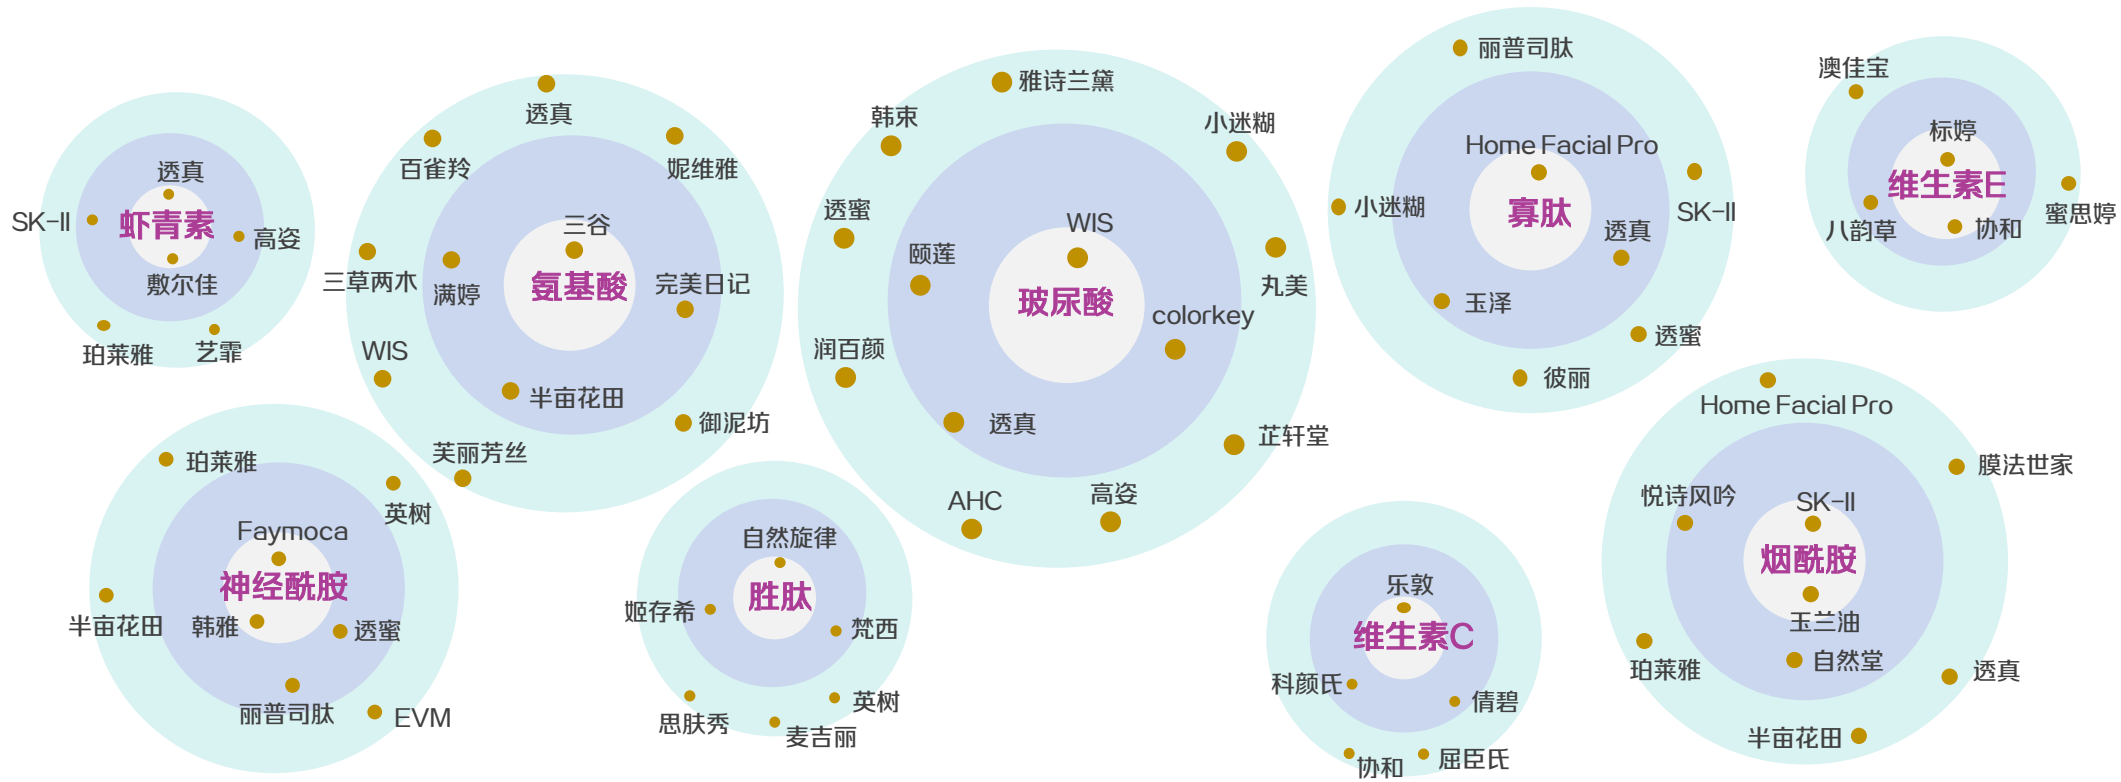 透真
SK-II
虾青素
高姿
敷尔佳
珀莱雅
艺霏
透真
百雀羚
妮维雅
三谷
三草两木
满婷
氨基酸
完美日记
WIS
半亩花田
御泥坊
芙丽芳丝
雅诗兰黛
韩束
小迷糊
透蜜
WIS
颐莲
丸美
玻尿酸
colorkey
润百颜
透真
芷轩堂
AHC
高姿
丽普司肽
Home Facial Pro
小迷糊
寡肽
SK-II
透真
玉泽
透蜜
彼丽
澳佳宝
标婷
维生素E
蜜思婷
八韵草
协和
珀莱雅
英树
Faymoca
神经酰胺
半亩花田
韩雅
透蜜
丽普司肽
EVM
自然旋律
胜肽
姬存希
梵西
英树
思肤秀
麦吉丽
乐敦
维生素C
科颜氏
倩碧
协和
屈臣氏
Home Facial Pro
膜法世家
悦诗风吟
SK-II
烟酰胺
玉兰油
自然堂
珀莱雅
透真
半亩花田